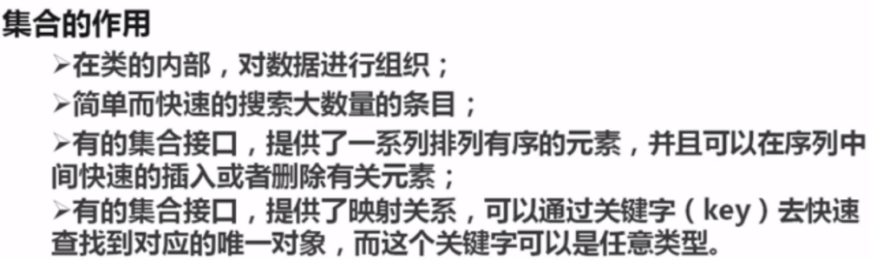 集合的作用
➢在类的内部，对数据进行组织；
➢简单而快速的搜索大数量的条目；
➢有的集合接口，提供了一系列排列有序的元素，并且可以在序列中
间快速的插入或者删除有关元素；
➢有的集合接口，提供了映射关系，可以通过关键字（key）去快速
查找到对应的唯一对象，而这个关键字可以是任意类型。